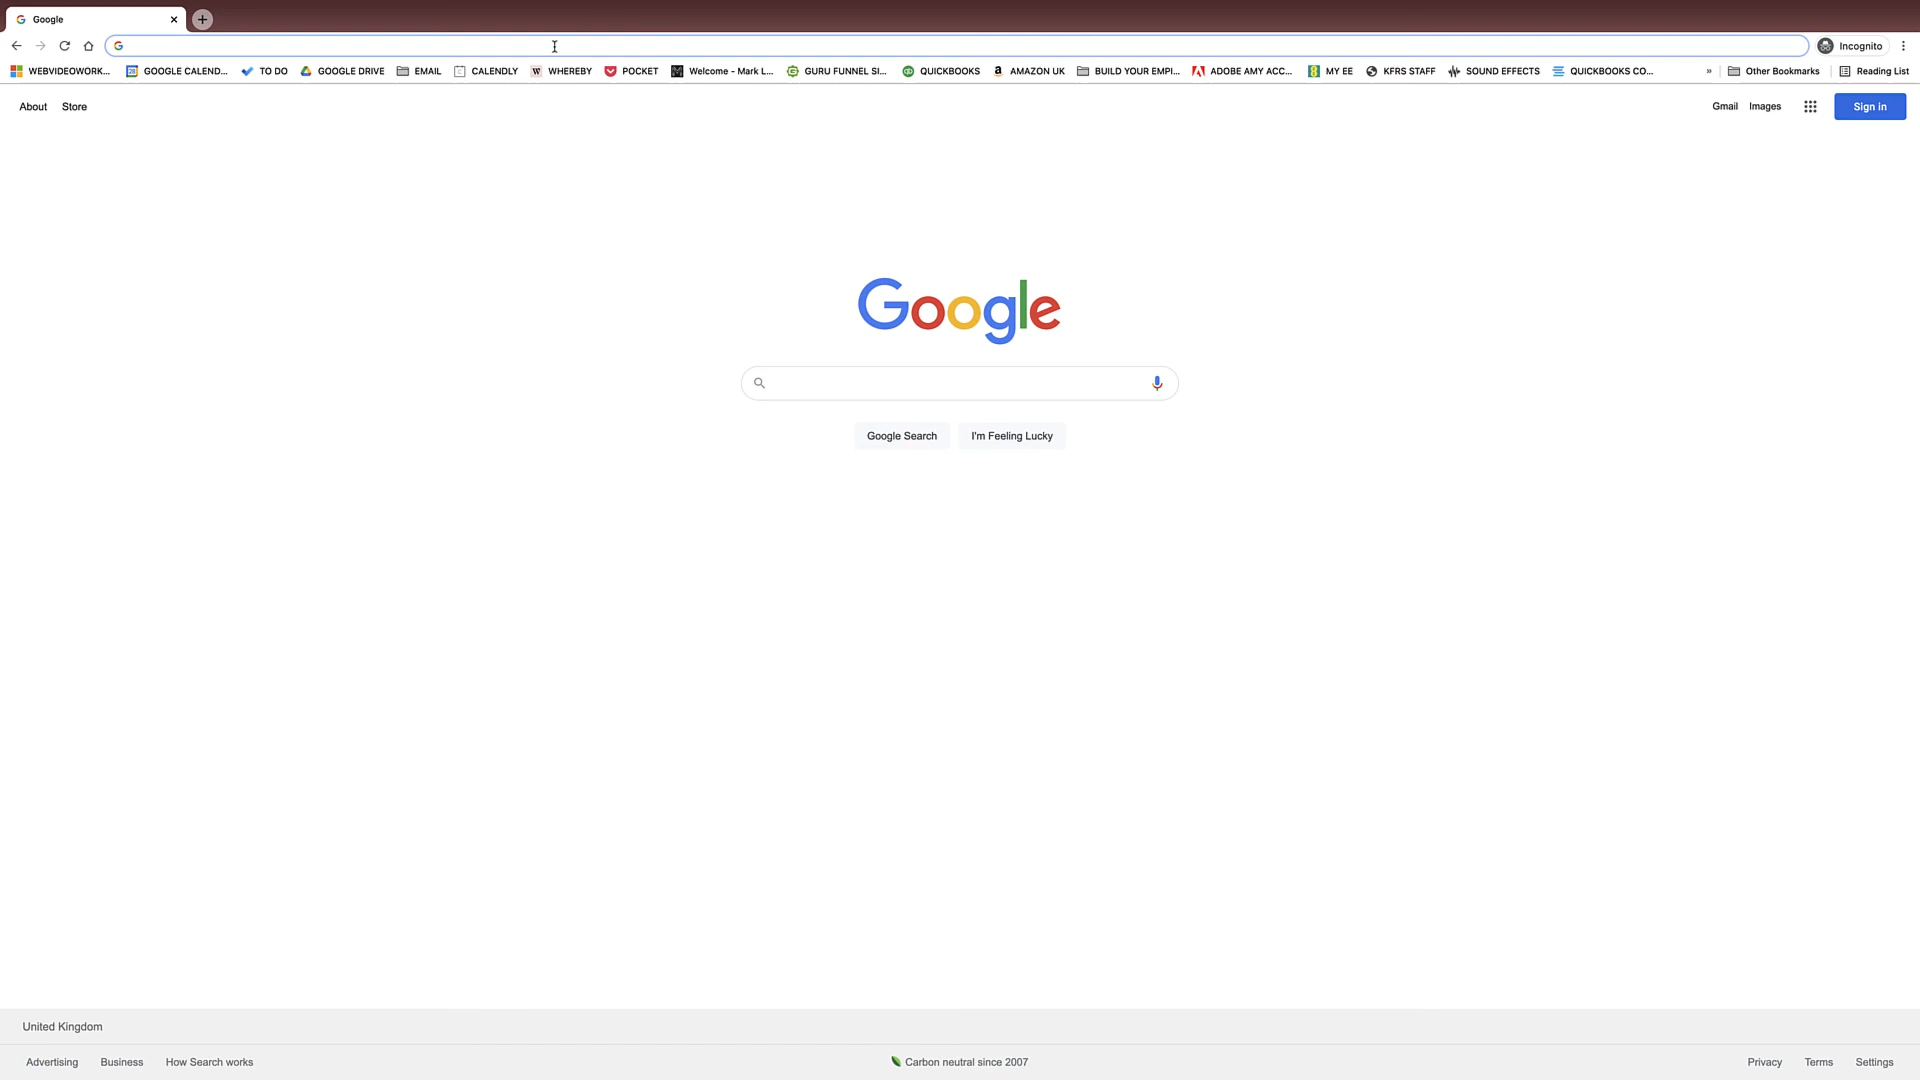 Google
Incognito
WEBVIDEOWORK... GOOGLE CALEND... TO DO GOOGLE DRIVE EMAIL CALENDLY WHEREBY POCKET Welcome - Mark L... GURU FUNNEL SI... QUICKBOOKS AMAZON UK BUILD YOUR EMPI... ADOBE AMY ACC... MY EE KFRS STAFF SOUND EFFECTS QUICKBOOKS CO... » Other Bookmarks Reading List
About Store Gmail Images Sign in
Google
Google Search I'm Feeling Lucky
United Kingdom
Advertising Business How Search works Carbon neutral since 2007 Privacy Terms Settings